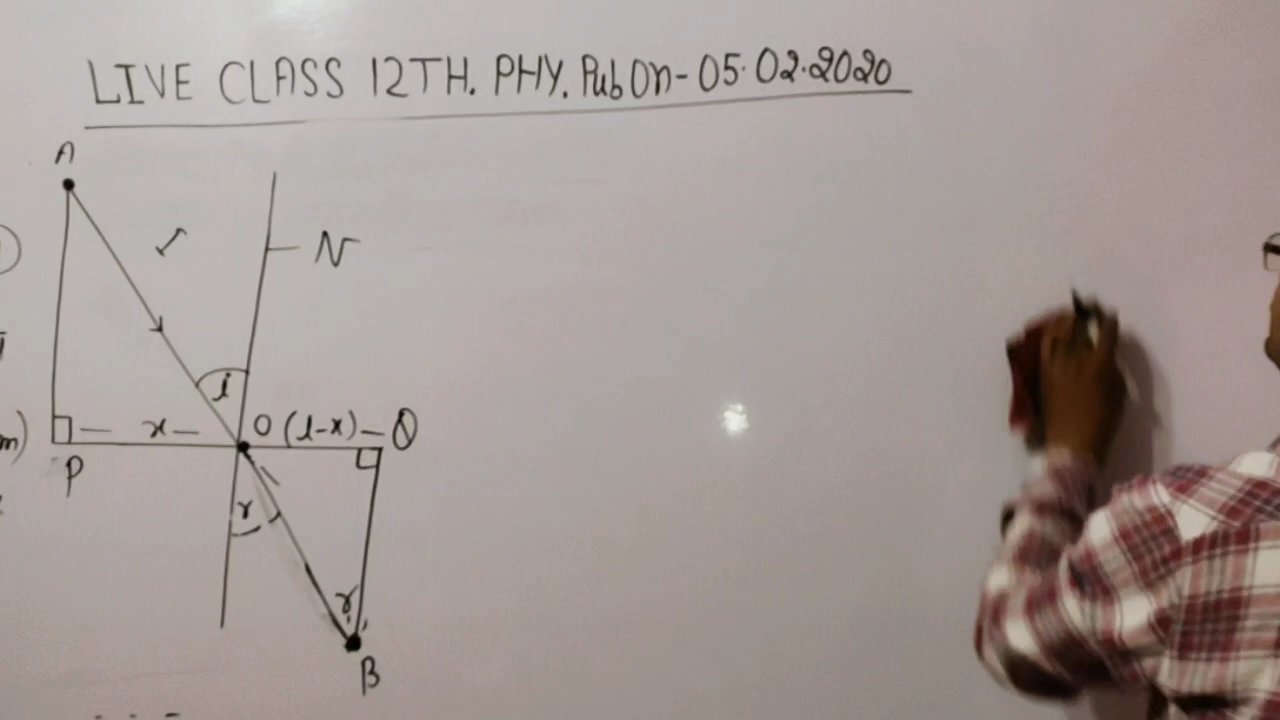 LIVE CLASS 12TH. PHY. Pub On- 05.02.2020
A
N
i
m)
x
O (l-x) Q
P
r
r
B